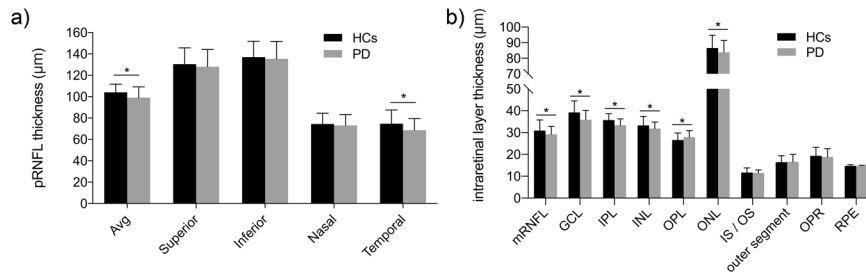 a)
pRNFL thickness (μm)
160
140
120
100
80
60
40
20
0
HCs
PD
*
*
Avg
Superior
Inferior
Nasal
Temporal
b)
intraretinal layer thickness (μm)
100
90
80
70
50
40
30
20
10
0
HCs
PD
*
*
*
*
*
*
mRNFL
GCL
IPL
INL
OPL
ONL
IS / OS
outer segment
OPR
RPE